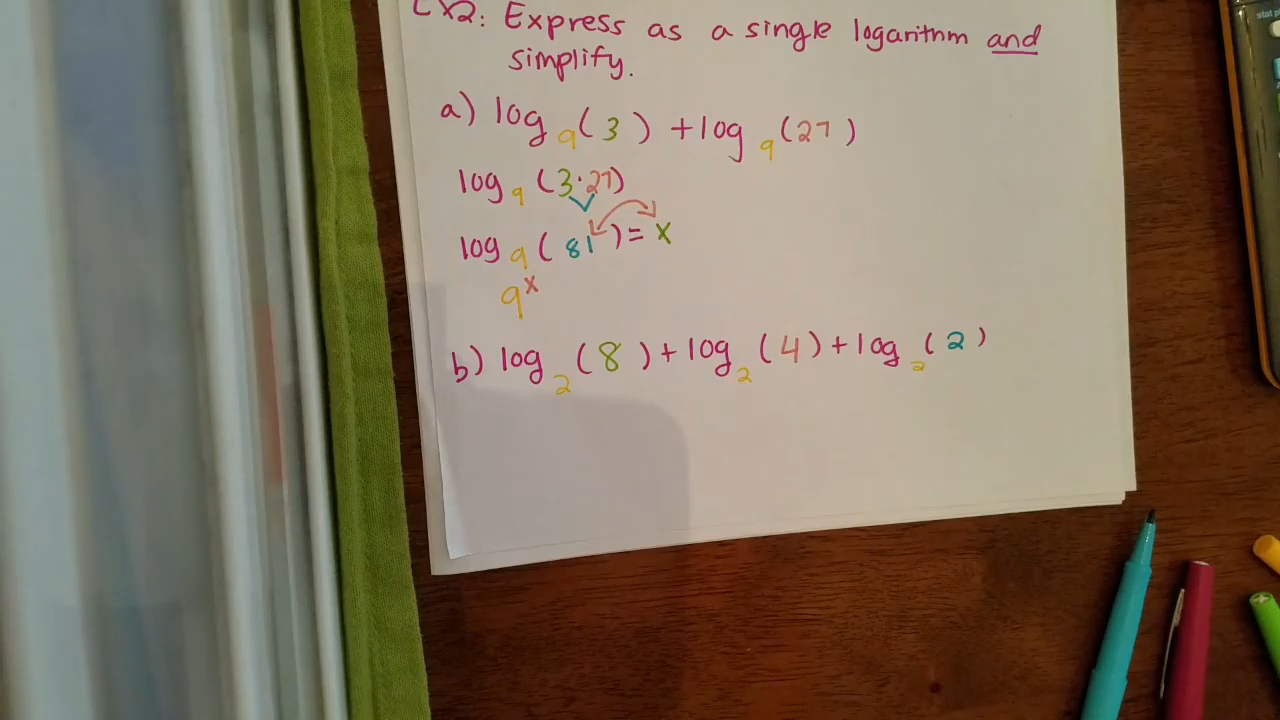 Ex2: Express as a single logarithm and
simplify.
a) log₉(3) + log₉(27)
log₉(3·27)
log₉(81) = x
9ˣ
b) log₂(8) + log₂(4) + log₂(2)